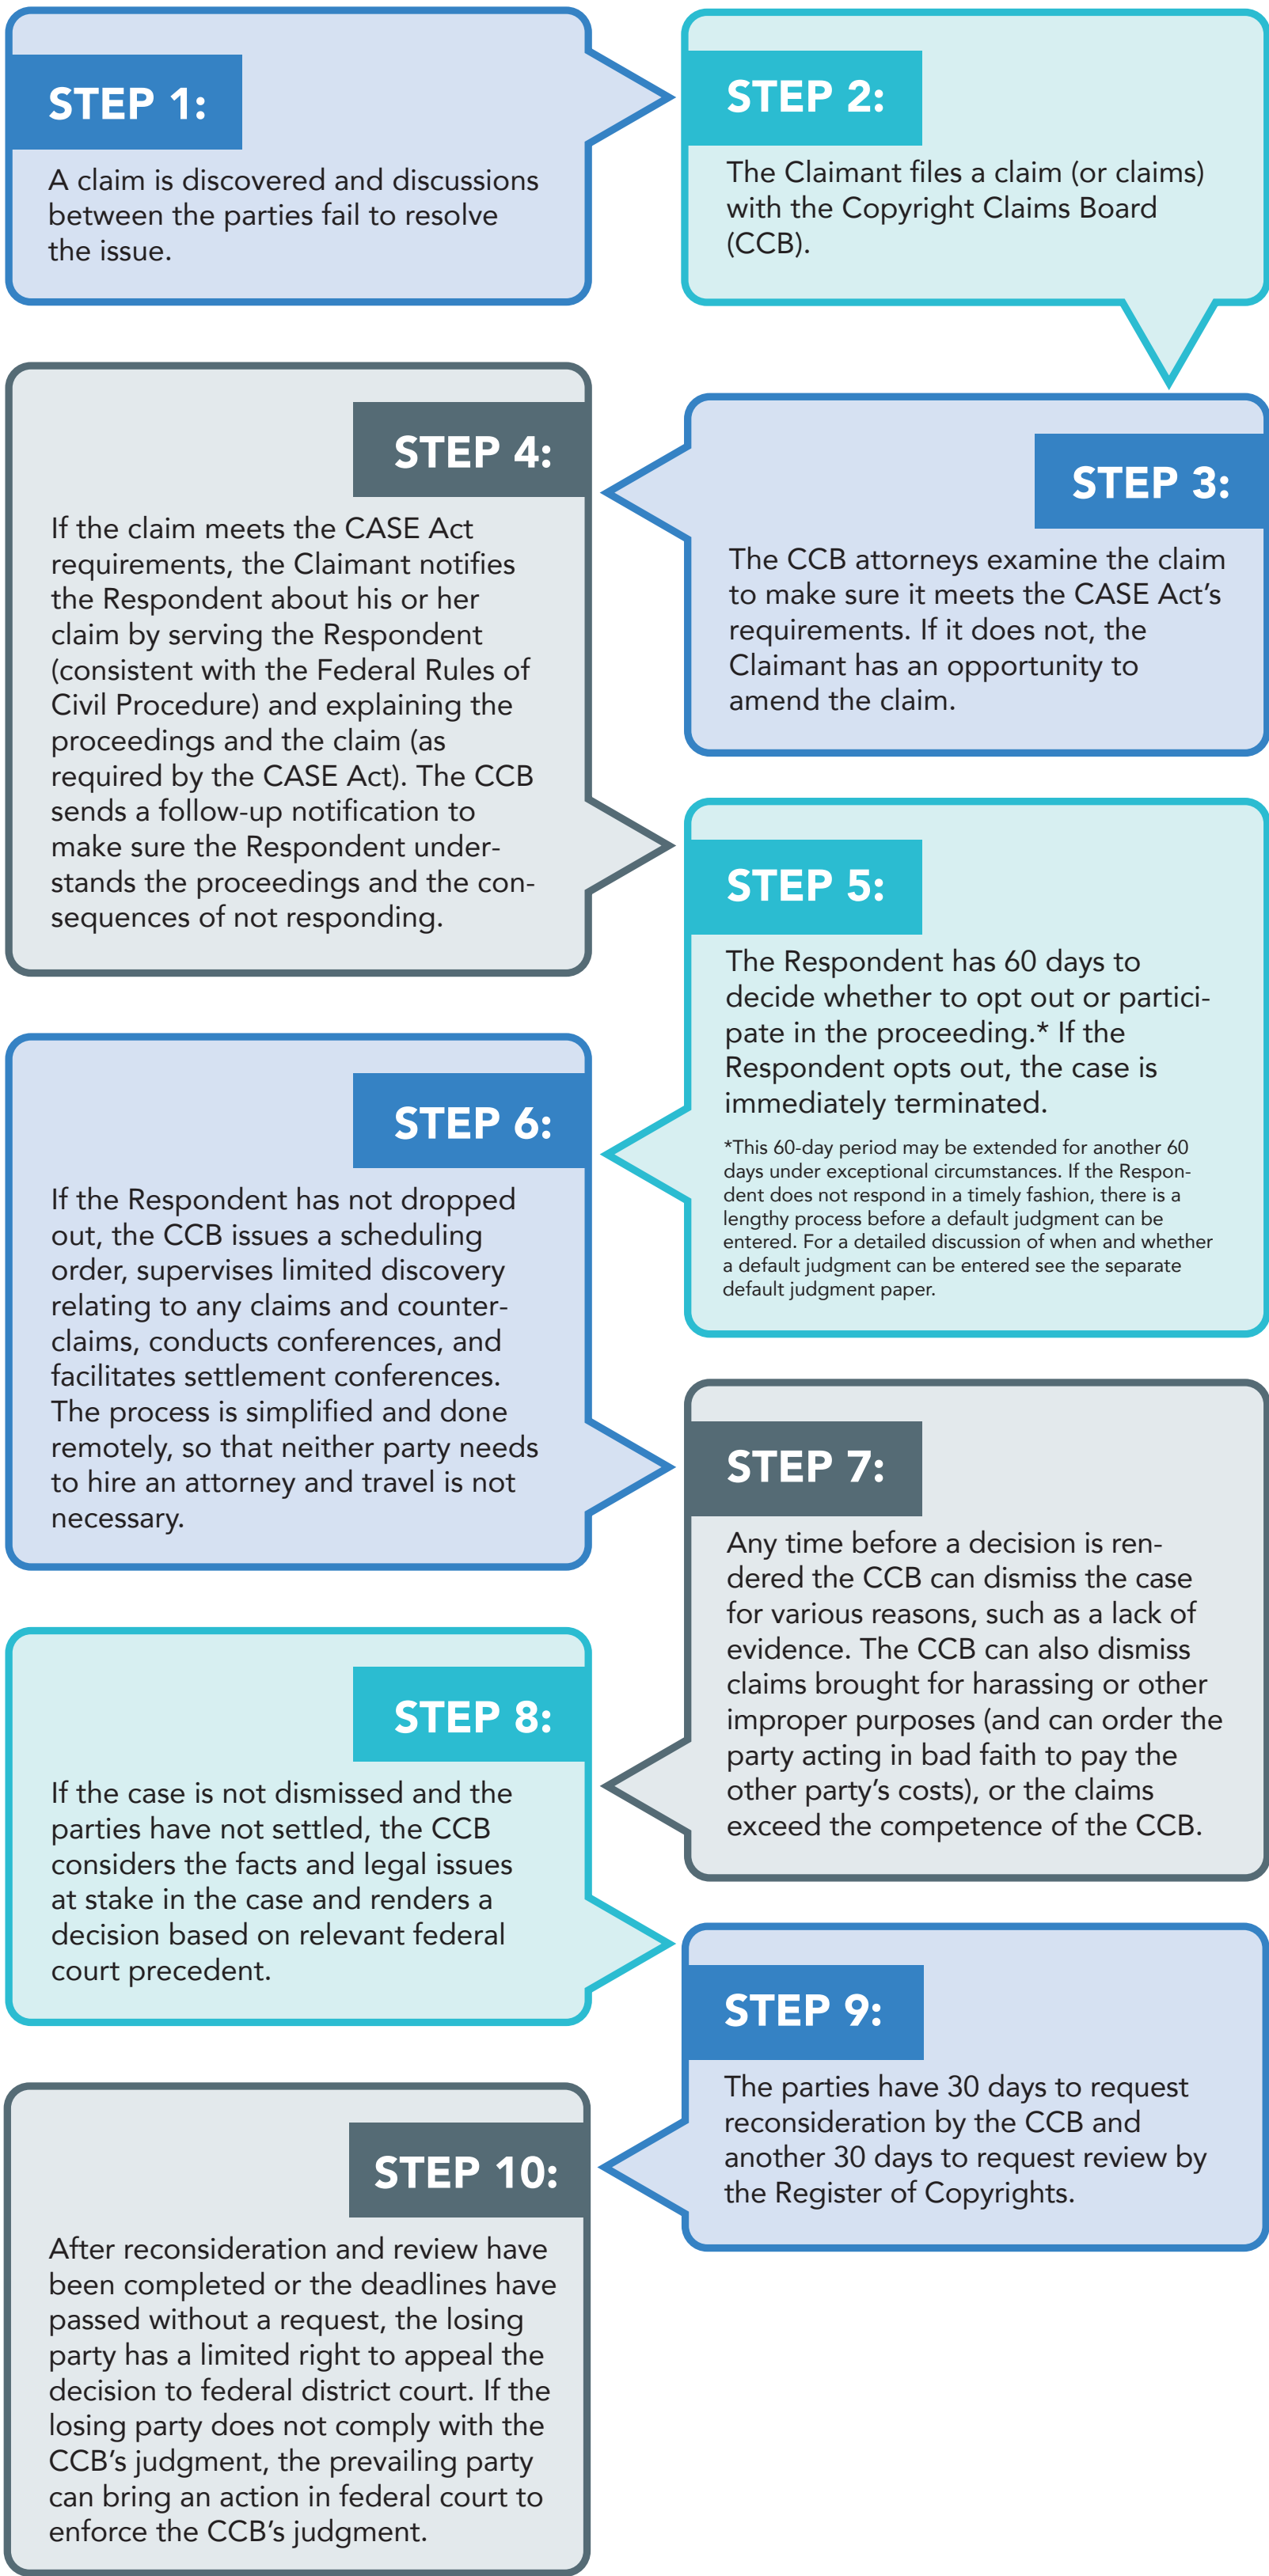 STEP 1:
A claim is discovered and discussions
between the parties fail to resolve
the issue.
STEP 2:
The Claimant files a claim (or claims)
with the Copyright Claims Board
(CCB).
STEP 3:
The CCB attorneys examine the claim
to make sure it meets the CASE Act’s
requirements. If it does not, the
Claimant has an opportunity to
amend the claim.
STEP 4:
If the claim meets the CASE Act
requirements, the Claimant notifies
the Respondent about his or her
claim by serving the Respondent
(consistent with the Federal Rules of
Civil Procedure) and explaining the
proceedings and the claim (as
required by the CASE Act). The CCB
sends a follow-up notification to
make sure the Respondent under-
stands the proceedings and the con-
sequences of not responding.
STEP 5:
The Respondent has 60 days to
decide whether to opt out or partici-
pate in the proceeding.* If the
Respondent opts out, the case is
immediately terminated.
*This 60-day period may be extended for another 60
days under exceptional circumstances. If the Respon-
dent does not respond in a timely fashion, there is a
lengthy process before a default judgment can be
entered. For a detailed discussion of when and whether
a default judgment can be entered see the separate
default judgment paper.
STEP 6:
If the Respondent has not dropped
out, the CCB issues a scheduling
order, supervises limited discovery
relating to any claims and counter-
claims, conducts conferences, and
facilitates settlement conferences.
The process is simplified and done
remotely, so that neither party needs
to hire an attorney and travel is not
necessary.
STEP 7:
Any time before a decision is ren-
dered the CCB can dismiss the case
for various reasons, such as a lack of
evidence. The CCB can also dismiss
claims brought for harassing or other
improper purposes (and can order the
party acting in bad faith to pay the
other party’s costs), or the claims
exceed the competence of the CCB.
STEP 8:
If the case is not dismissed and the
parties have not settled, the CCB
considers the facts and legal issues
at stake in the case and renders a
decision based on relevant federal
court precedent.
STEP 9:
The parties have 30 days to request
reconsideration by the CCB and
another 30 days to request review by
the Register of Copyrights.
STEP 10:
After reconsideration and review have
been completed or the deadlines have
passed without a request, the losing
party has a limited right to appeal the
decision to federal district court. If the
losing party does not comply with the
CCB’s judgment, the prevailing party
can bring an action in federal court to
enforce the CCB’s judgment.